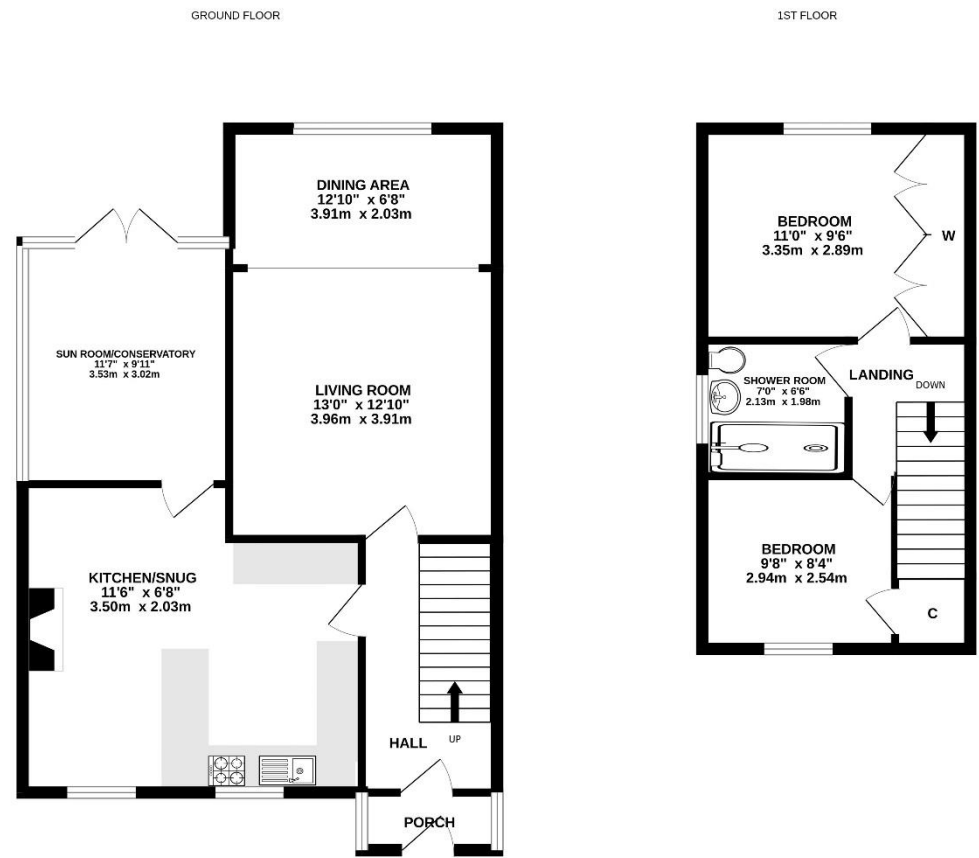 GROUND FLOOR
1ST FLOOR
DINING AREA
12'10" x 6'8"
3.91m x 2.03m
SUN ROOM/CONSERVATORY
11'7" x 9'11"
3.53m x 3.02m
LIVING ROOM
13'0" x 12'10"
3.96m x 3.91m
KITCHEN/SNUG
11'6" x 6'8"
3.50m x 2.03m
HALL
UP
PORCH
BEDROOM
11'0" x 9'6"
3.35m x 2.89m
W
SHOWER ROOM
7'0" x 6'6"
2.13m x 1.98m
LANDING
DOWN
BEDROOM
9'8" x 8'4"
2.94m x 2.54m
C